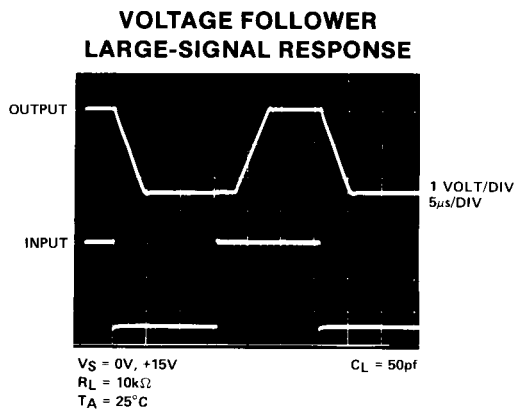 VOLTAGE FOLLOWER
LARGE-SIGNAL RESPONSE
OUTPUT
1 VOLT/DIV
5μs/DIV
INPUT
VS = 0V, +15V
CL = 50pf
RL = 10kΩ
TA = 25°C